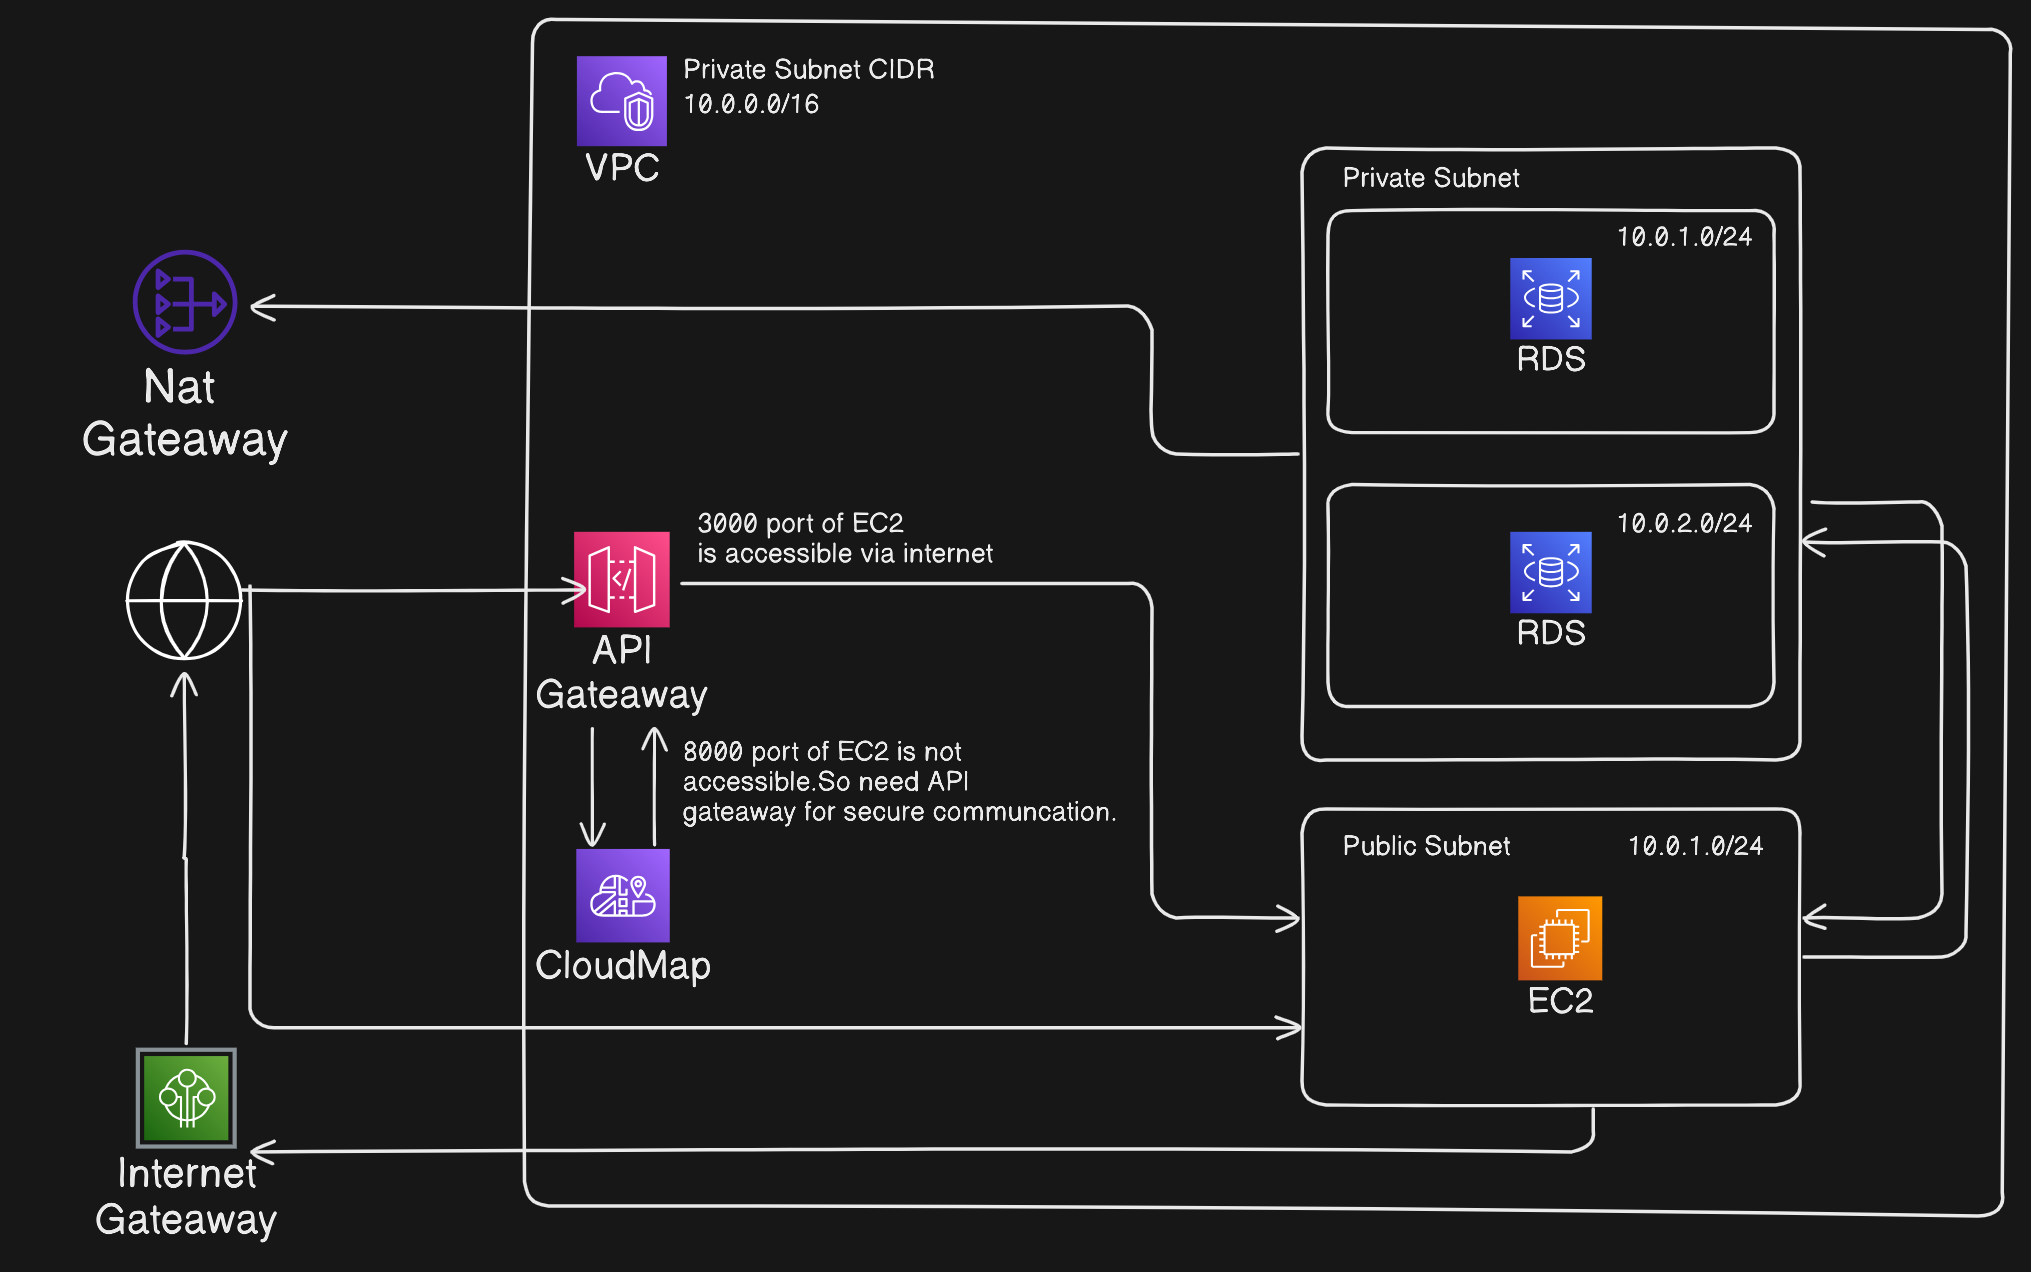 Private Subnet CIDR
10.0.0.0/16
VPC
Private Subnet
10.0.1.0/24
RDS
Nat
Gateaway
3000 port of EC2
is accessible via internet
10.0.2.0/24
RDS
API
Gateaway
8000 port of EC2 is not
accessible.So need API
gateaway for secure communcation.
CloudMap
Public Subnet
10.0.1.0/24
EC2
Internet
Gateaway